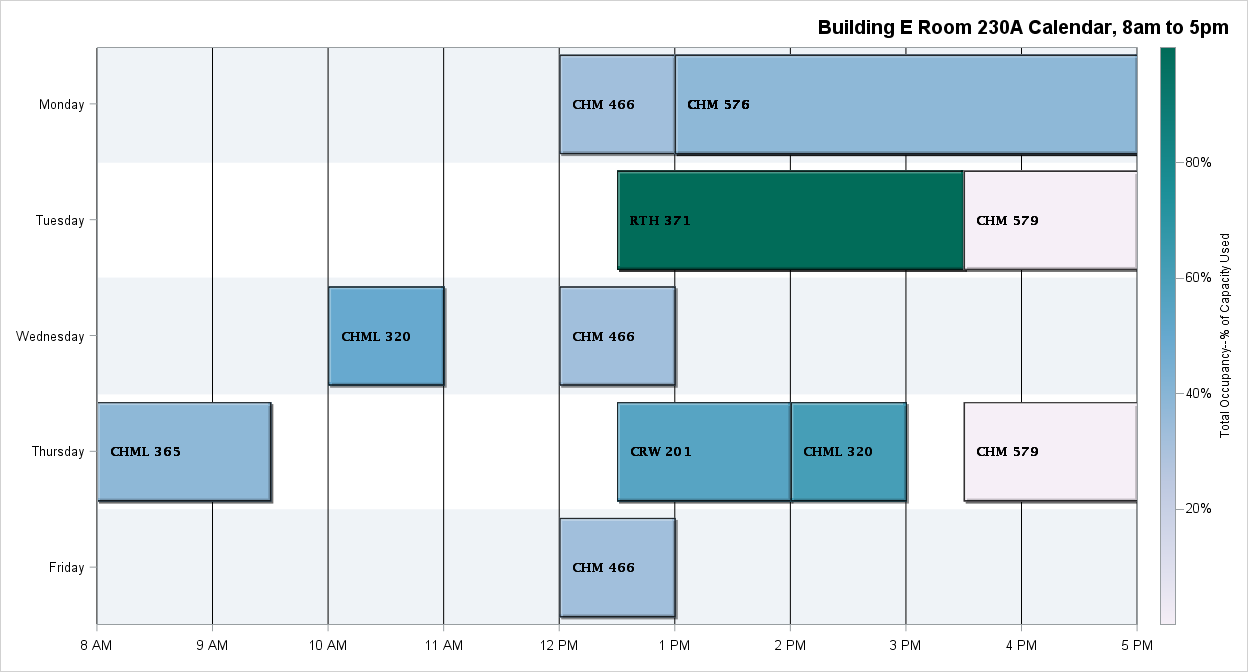 Building E Room 230A Calendar, 8am to 5pm
Monday
CHM 466
CHM 576
Tuesday
RTH 371
CHM 579
Wednesday
CHML 320
CHM 466
Thursday
CHML 365
CRW 201
CHML 320
CHM 579
Friday
CHM 466
8 AM
9 AM
10 AM
11 AM
12 PM
1 PM
2 PM
3 PM
4 PM
5 PM
80%
60%
40%
20%
Total Occupancy--% of Capacity Used